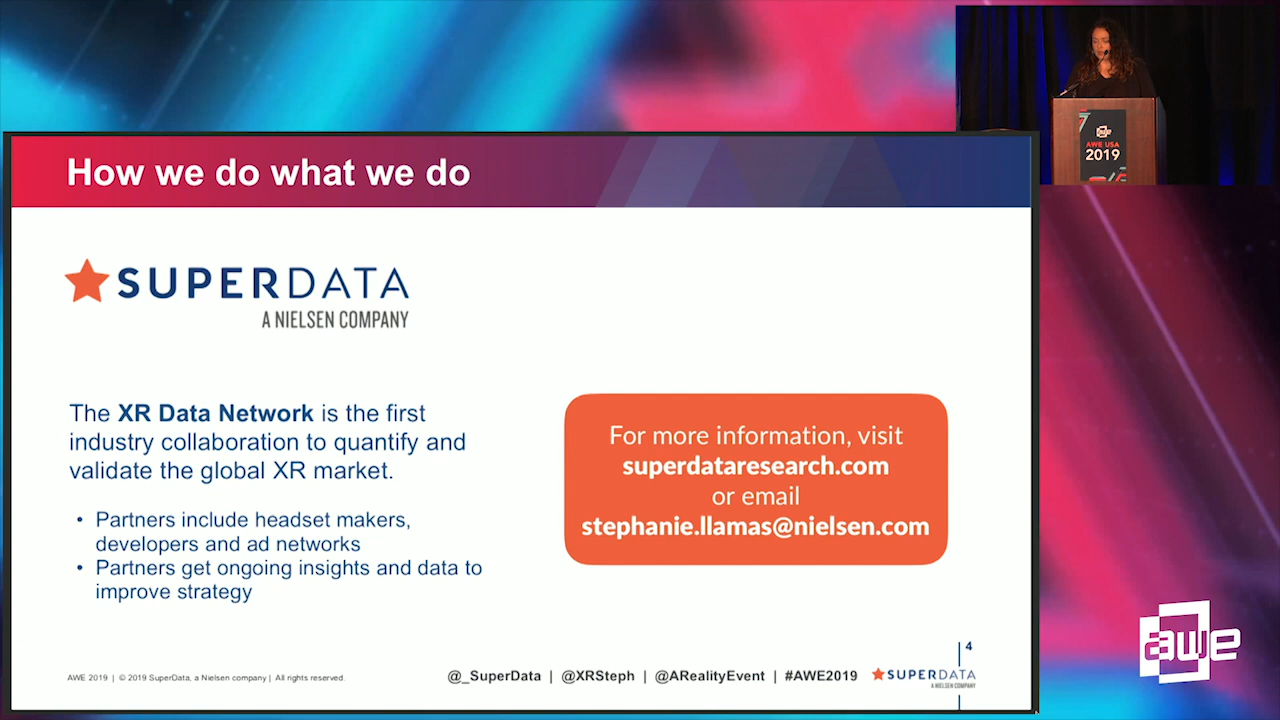 How we do what we do
SUPERDATA
A NIELSEN COMPANY
The XR Data Network is the first
industry collaboration to quantify and
validate the global XR market.
• Partners include headset makers,
developers and ad networks
• Partners get ongoing insights and data to
improve strategy
For more information, visit
superdataresearch.com
or email
stephanie.llamas@nielsen.com
4
AWE 2019 | © 2019 SuperData, a Nielsen company | All rights reserved.
@_SuperData | @XRSteph | @ARealityEvent | #AWE2019
SUPERDATA
A NIELSEN COMPANY
awe
AWE USA
2019
awe